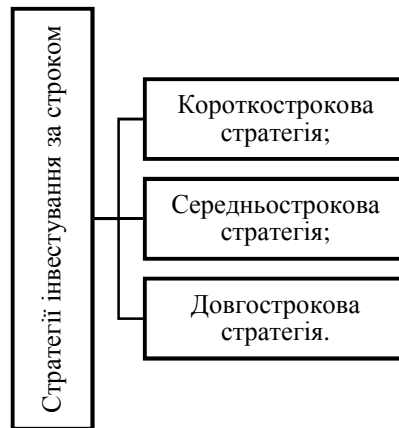 Стратегії інвестування за строком
Короткострокова
стратегія;
Середньострокова
стратегія;
Довгострокова
стратегія.